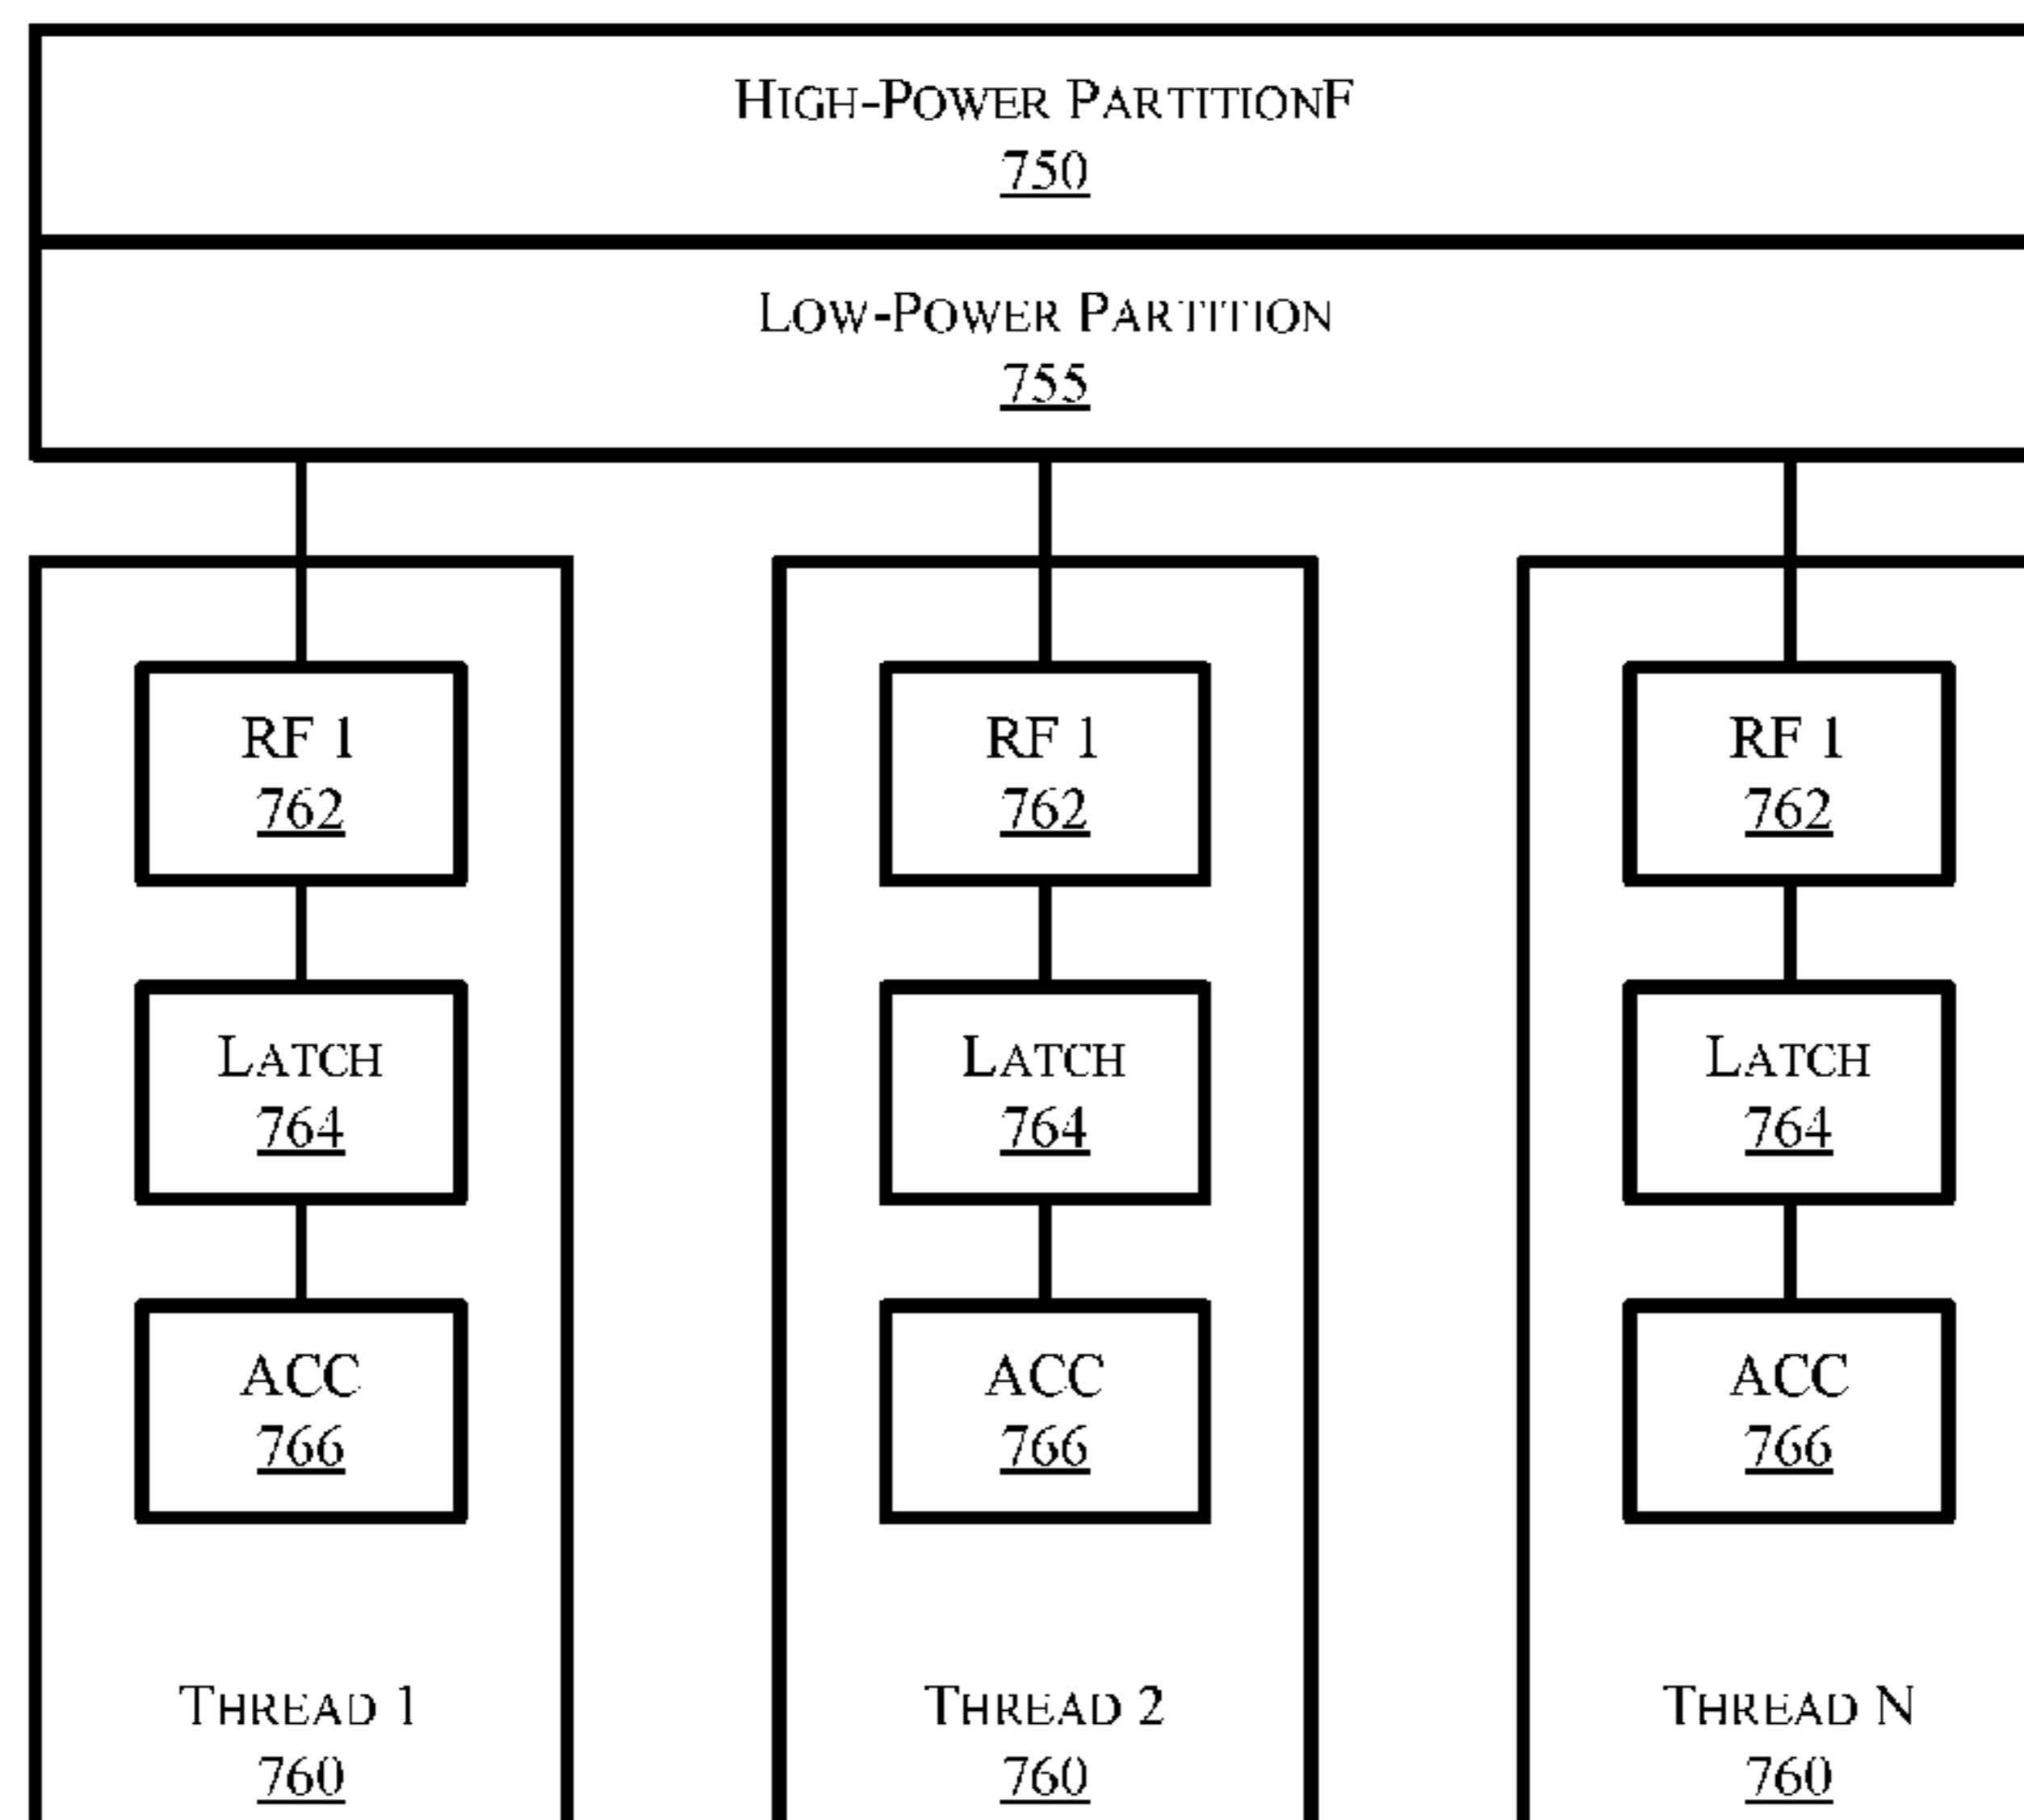 HIGH-POWER PARTITIONF
750
LOW-POWER PARTITION
755
RF 1
762
RF 1
762
RF 1
762
LATCH
764
LATCH
764
LATCH
764
ACC
766
ACC
766
ACC
766
THREAD 1
760
THREAD 2
760
THREAD N
760